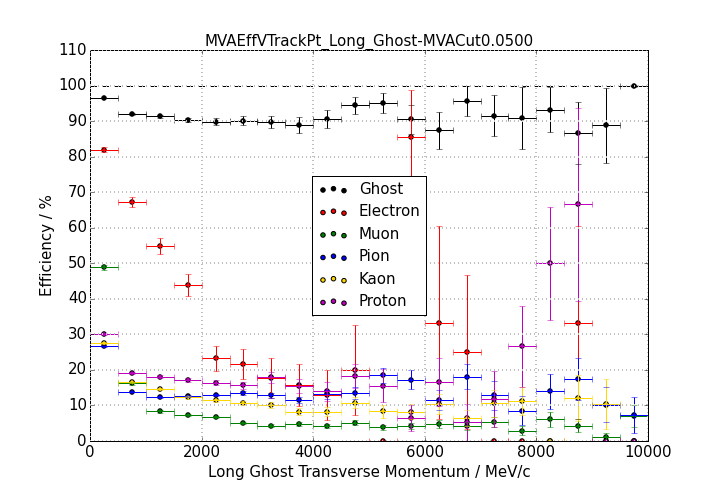 MVAEffVTrackPt_Long_Ghost-MVACut0.0500
110
100
90
80
70
60
50
40
30
20
10
0
Efficiency / %
Ghost
Electron
Muon
Pion
Kaon
Proton
0 2000 4000 6000 8000 10000
Long Ghost Transverse Momentum / MeV/c